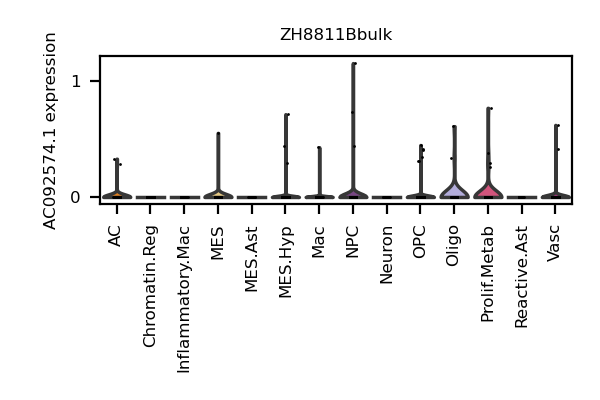 ZH8811Bbulk
AC092574.1 expression
1
0
AC
Chromatin.Reg
Inflammatory.Mac
MES
MES.Ast
MES.Hyp
Mac
NPC
Neuron
OPC
Oligo
Prolif.Metab
Reactive.Ast
Vasc